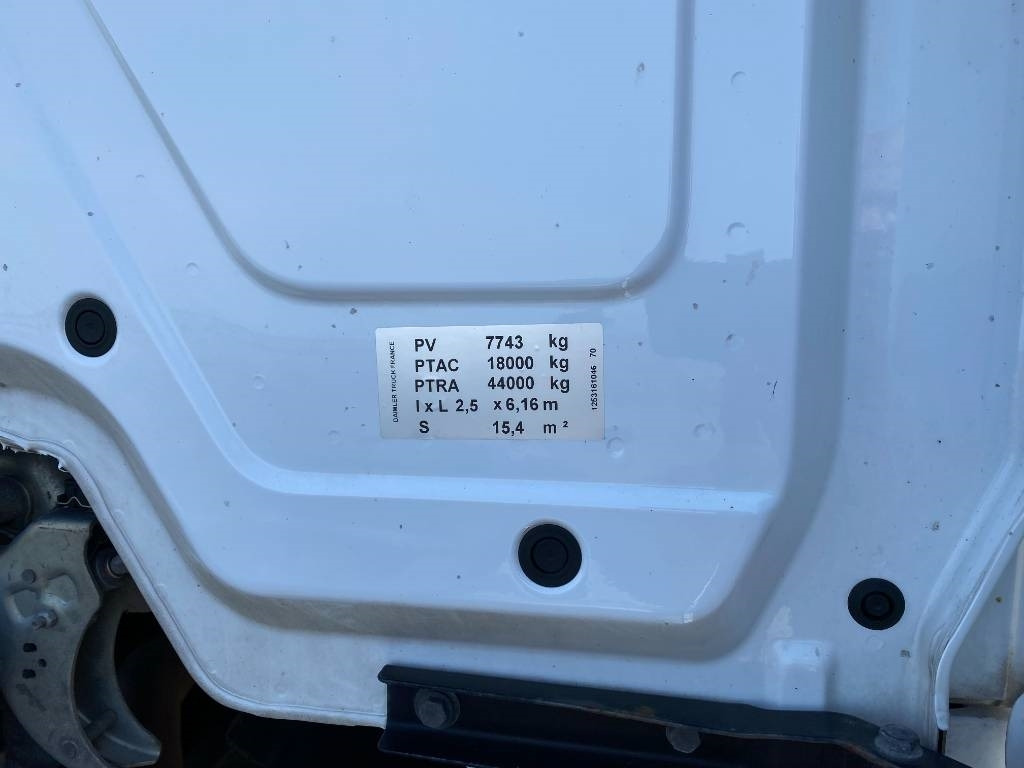 DAIMLER TRUCK FRANCE
PV 7743 kg
PTAC 18000 kg
PTRA 44000 kg
l x L 2,5 x 6,16 m
S 15,4 m²
1253161046 70